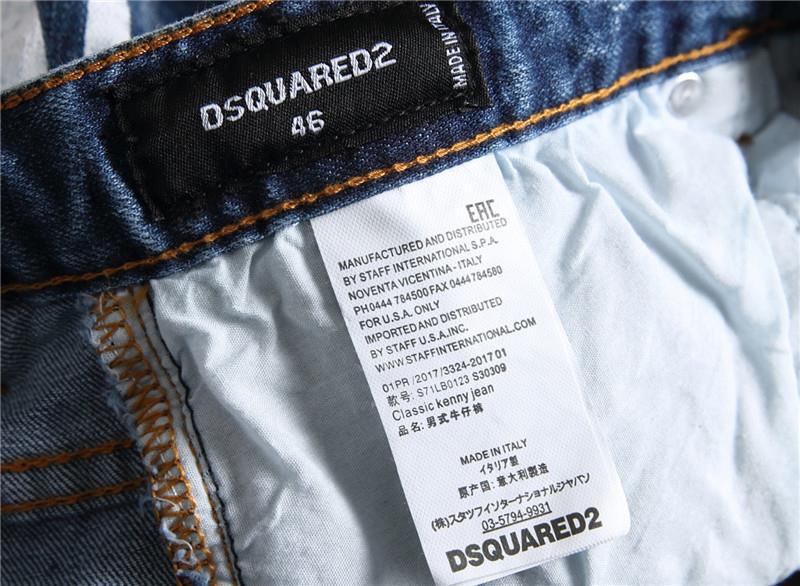 DSQUARED2
46
MADE IN ITALY
EAC
MANUFACTURED AND DISTRIBUTED
BY STAFF INTERNATIONAL S.P.A.
NOVENTA VICENTINA - ITALY
PH 0444 784500 FAX 0444 784580
FOR U.S.A. ONLY
IMPORTED AND DISTRIBUTED
BY STAFF U.S.A.INC.
WWW.STAFFINTERNATIONAL.COM
01PR /2017/3324-2017 01
款号: S71LB0123 S30309
Classic kenny jean
品名: 男式牛仔裤
MADE IN ITALY
イタリア製
原产国: 意大利製造
(株)スタッフインターナショナルジャパン
03-5794-9931
DSQUARED2